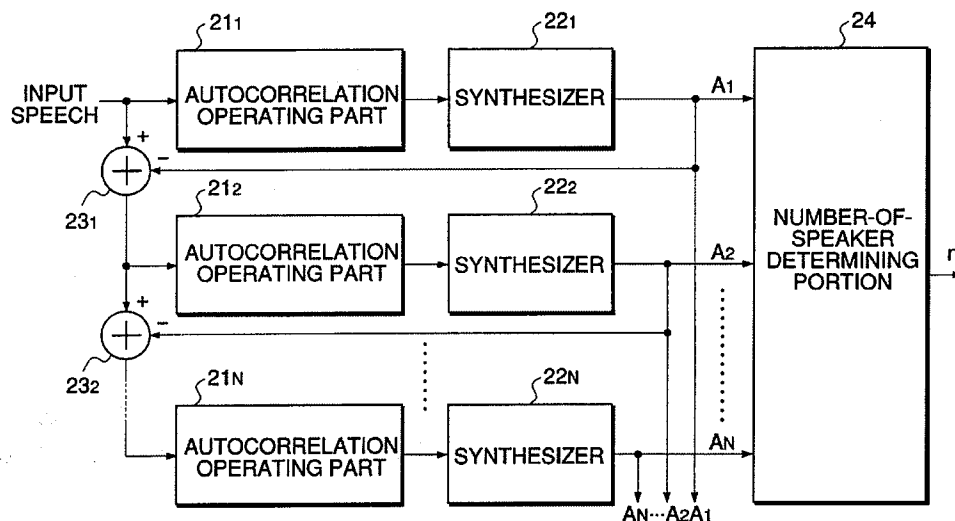 21₁
22₁
24
INPUT
SPEECH
AUTOCORRELATION
OPERATING PART
SYNTHESIZER
A₁
+
−
23₁
21₂
22₂
AUTOCORRELATION
OPERATING PART
SYNTHESIZER
A₂
NUMBER-OF-
SPEAKER
DETERMINING
PORTION
+
−
23₂
21N
22N
AUTOCORRELATION
OPERATING PART
SYNTHESIZER
AN
AN···A₂A₁